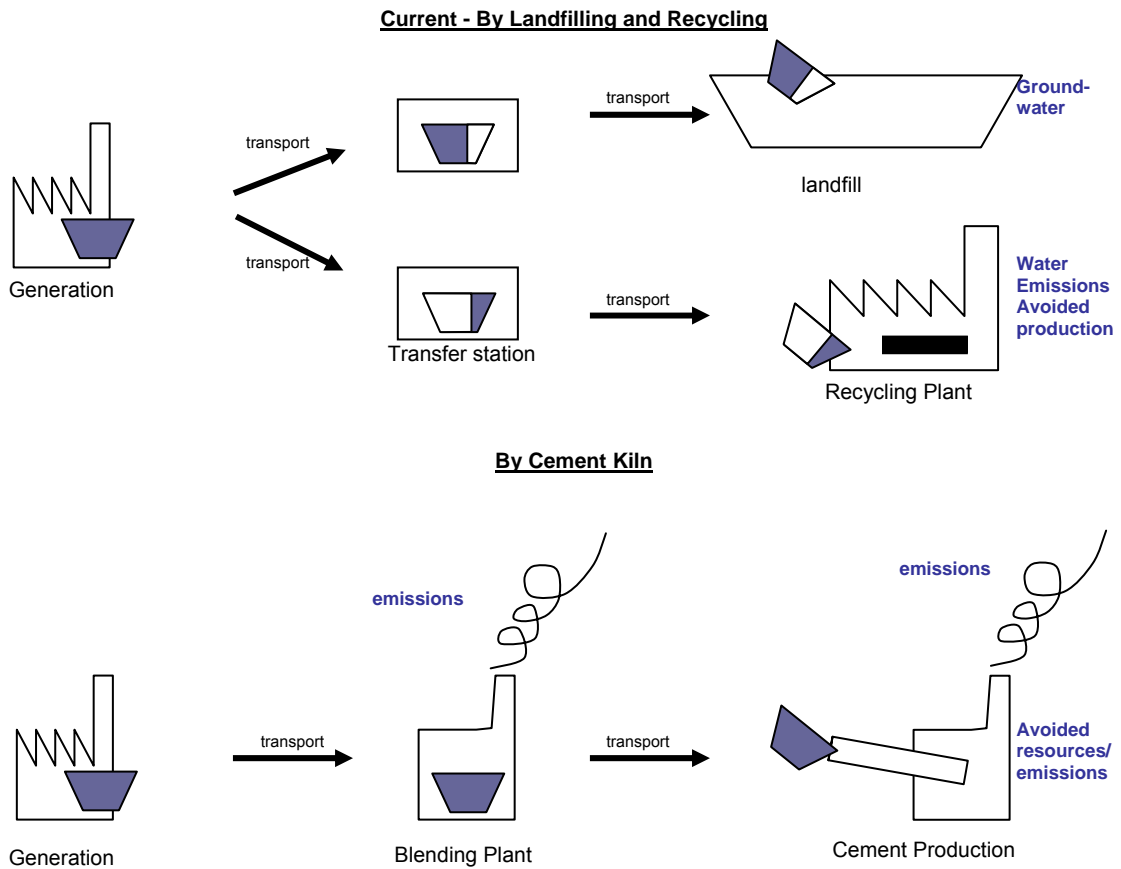 Current - By Landfilling and Recycling
transport
transport
Ground-
water
landfill
transport
Generation
transport
Transfer station
Water
Emissions
Avoided
production
Recycling Plant
By Cement Kiln
emissions
emissions
transport
transport
Avoided
resources/
emissions
Generation
Blending Plant
Cement Production